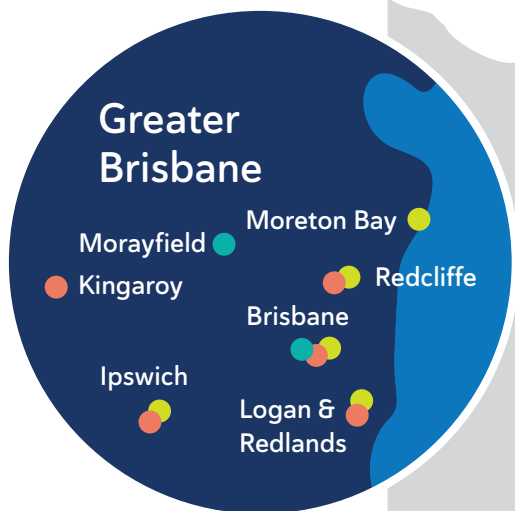 Greater
Brisbane
Moreton Bay
Morayfield
Redcliffe
Kingaroy
Brisbane
Ipswich
Logan &
Redlands